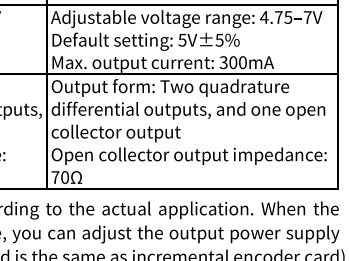 Adjustable voltage range: 4.75–7V
Default setting: 5V±5%
Max. output current: 300mA
Output form: Two quadrature
tputs, differential outputs, and one open
collector output
e: Open collector output impedance:
70Ω
rding to the actual application. When the
e, you can adjust the output power supply
d is the same as incremental encoder card)